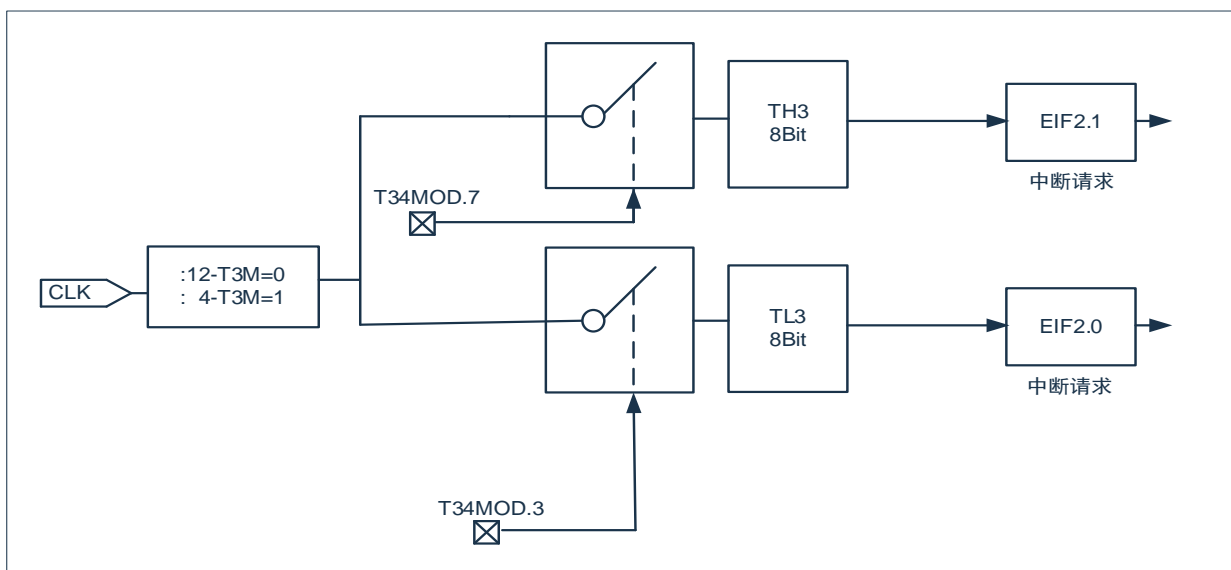 TH3
8Bit
EIF2.1
中断请求
T34MOD.7
CLK
:12-T3M=0
: 4-T3M=1
TL3
8Bit
EIF2.0
中断请求
T34MOD.3